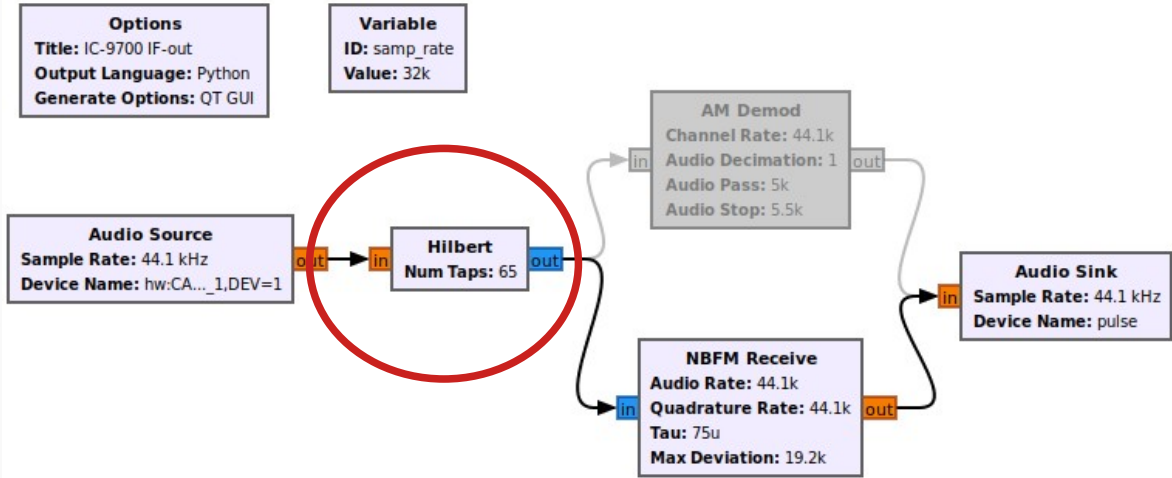 Options
Title: IC-9700 IF-out
Output Language: Python
Generate Options: QT GUI
Variable
ID: samp_rate
Value: 32k
AM Demod
Channel Rate: 44.1k
Audio Decimation: 1
Audio Pass: 5k
Audio Stop: 5.5k
in
out
Audio Source
Sample Rate: 44.1 kHz
Device Name: hw:CA..._1,DEV=1
out
in
Hilbert
Num Taps: 65
out
in
Audio Sink
Sample Rate: 44.1 kHz
Device Name: pulse
NBFM Receive
Audio Rate: 44.1k
Quadrature Rate: 44.1k
Tau: 75u
Max Deviation: 19.2k
in
out